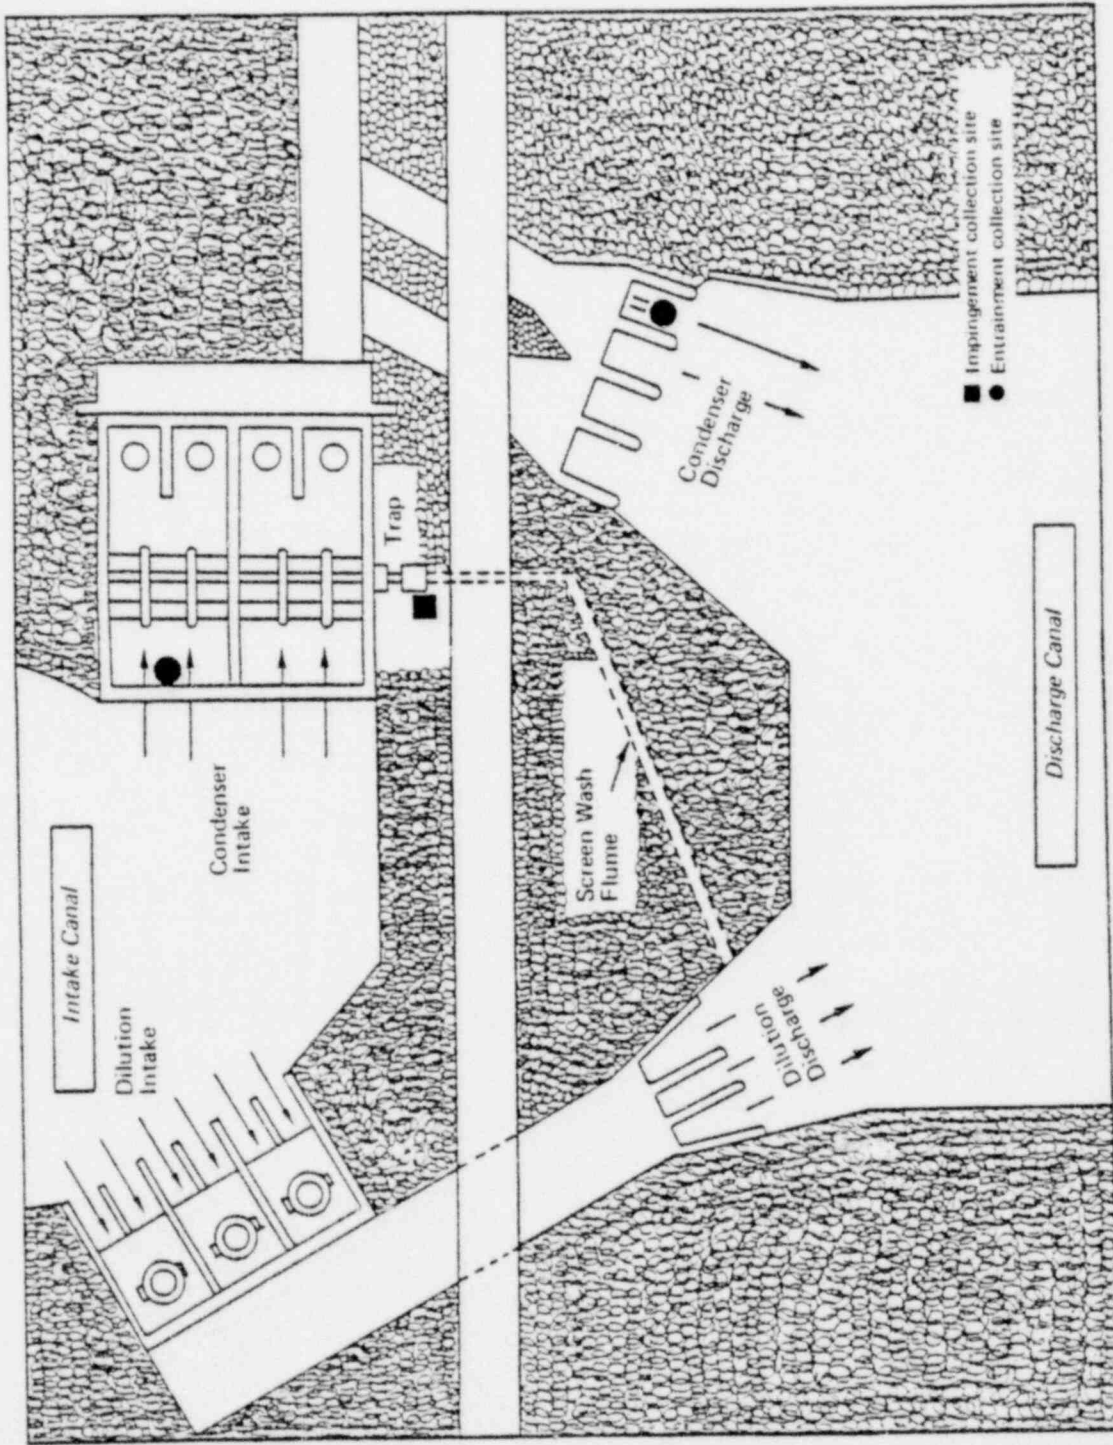 Intake Canal
Dilution
Intake
Condenser
Intake
Trap
Screen Wash
Flume
Condenser
Discharge
Dilution
Discharge
Discharge Canal
■ Impingement collection site
● Entrainment collection site